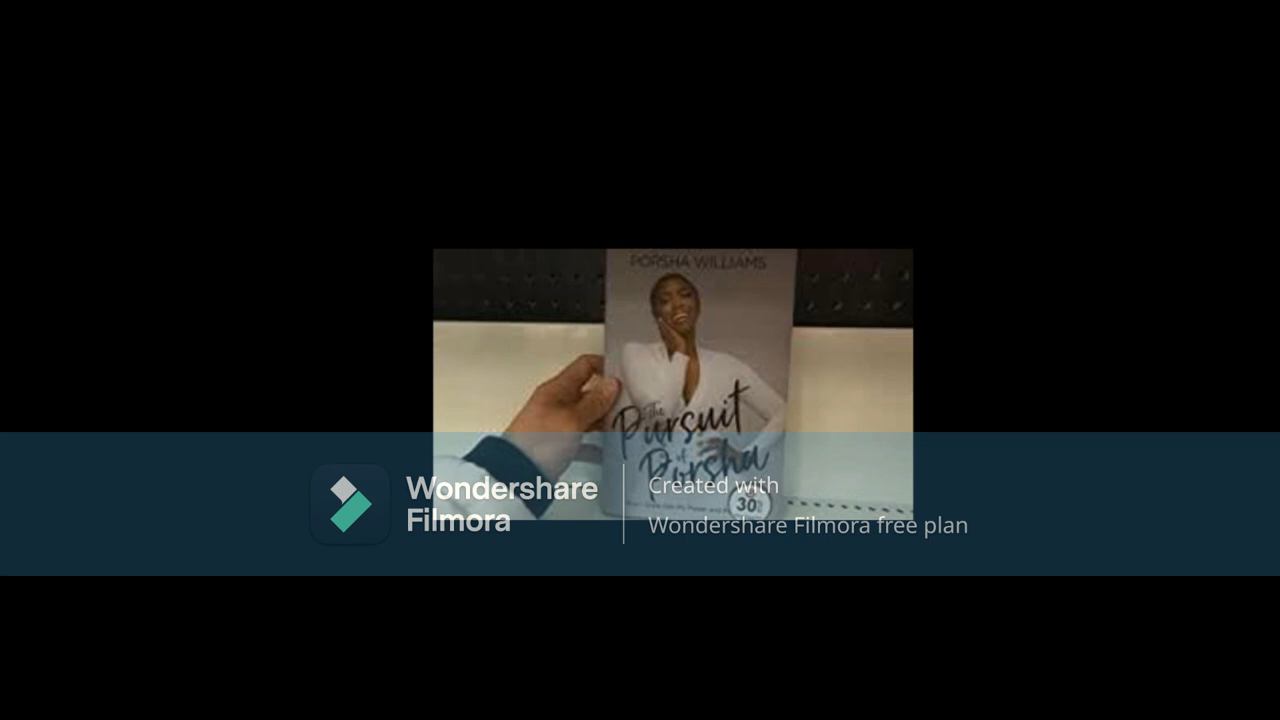 PORSHA WILLIAMS
The
Pursuit
of
Porsha
30%
Wondershare
Filmora
Created with
Wondershare Filmora free plan